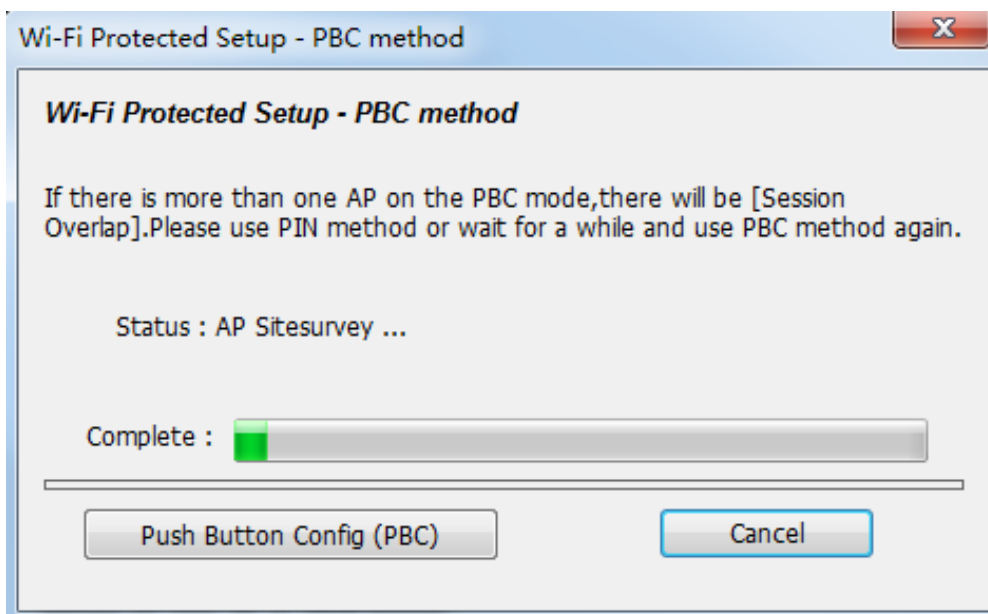 Wi-Fi Protected Setup - PBC method
Wi-Fi Protected Setup - PBC method
If there is more than one AP on the PBC mode,there will be [Session
Overlap].Please use PIN method or wait for a while and use PBC method again.
Status : AP Sitesurvey ...
Complete :
Push Button Config (PBC)
Cancel